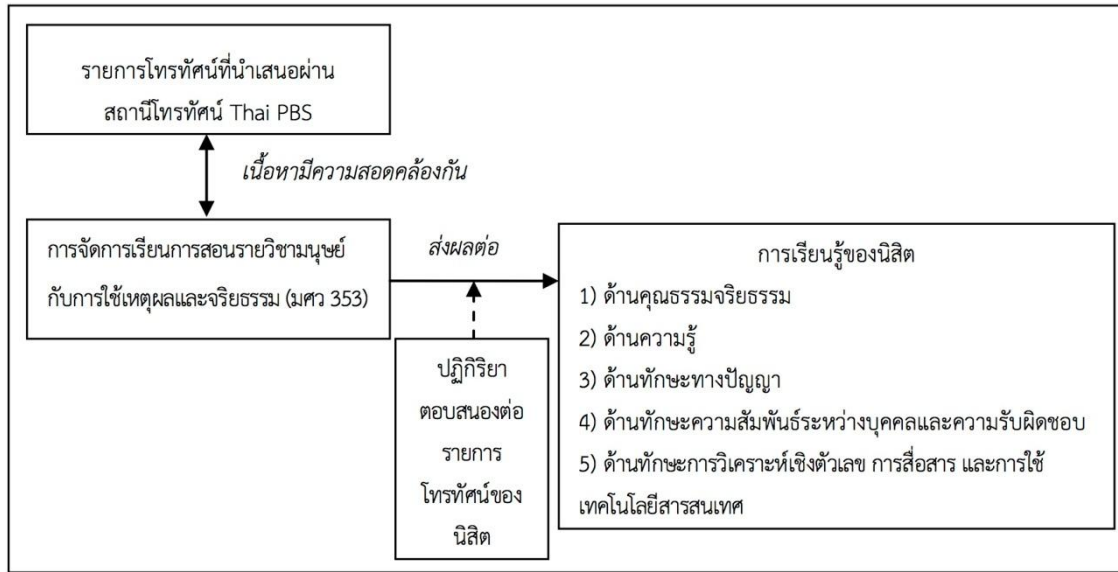 รายการโทรทัศน์ที่นำเสนอผ่าน
สถานีโทรทัศน์ Thai PBS
เนื้อหามีความสอดคล้องกัน
การจัดการเรียนการสอนรายวิชามนุษย์
กับการใช้เหตุผลและจริยธรรม (มศว 353)
ส่งผลต่อ
ปฏิกิริยา
ตอบสนองต่อ
รายการ
โทรทัศน์ของ
นิสิต
การเรียนรู้ของนิสิต
1) ด้านคุณธรรมจริยธรรม
2) ด้านความรู้
3) ด้านทักษะทางปัญญา
4) ด้านทักษะความสัมพันธ์ระหว่างบุคคลและความรับผิดชอบ
5) ด้านทักษะการวิเคราะห์เชิงตัวเลข การสื่อสาร และการใช้
เทคโนโลยีสารสนเทศ